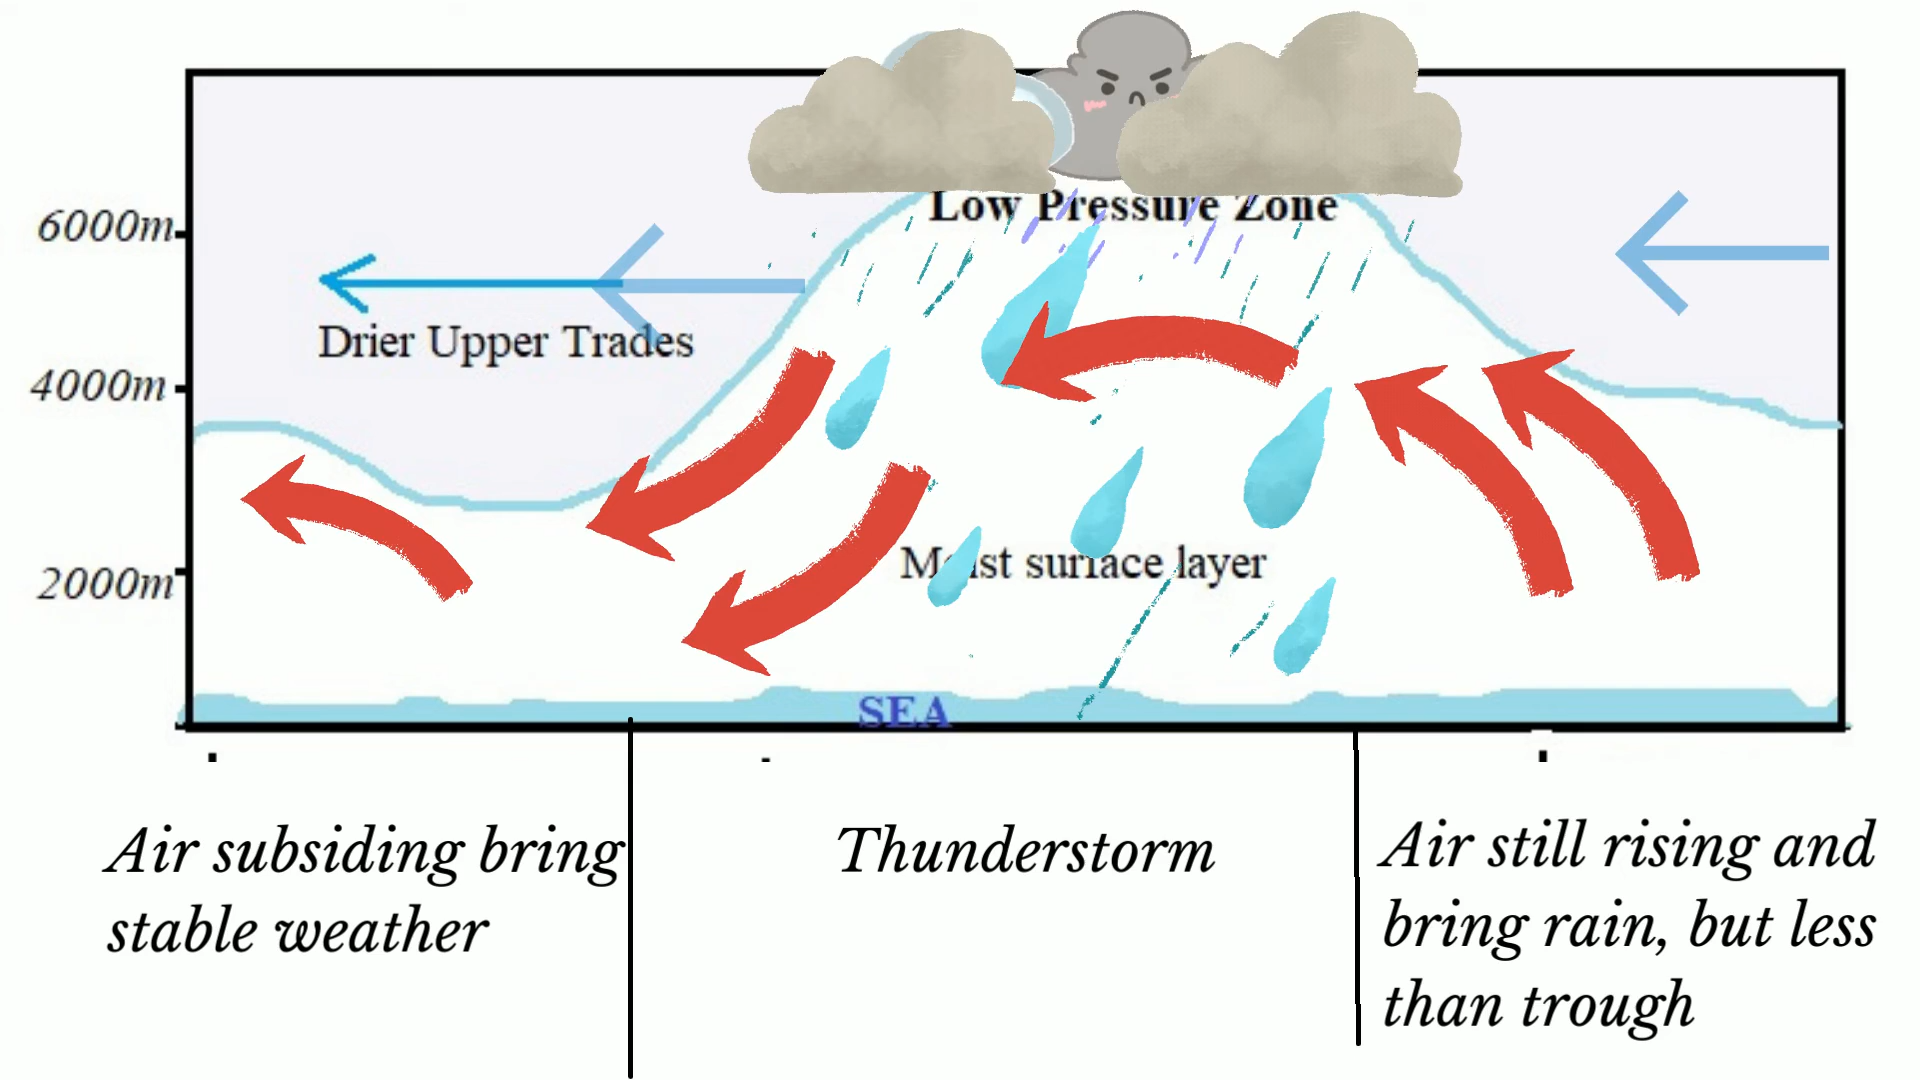 Low Pressure Zone
6000m
Drier Upper Trades
4000m
Moist surface layer
2000m
SEA
Air subsiding bring
stable weather
Thunderstorm
Air still rising and
bring rain, but less
than trough